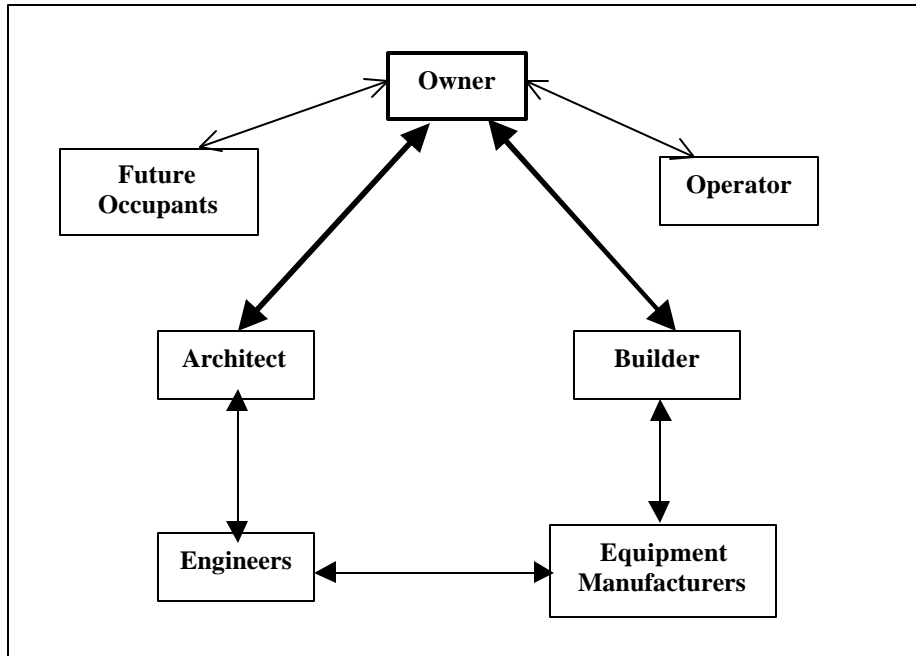 Owner
Future
Occupants
Operator
Architect
Builder
Engineers
Equipment
Manufacturers